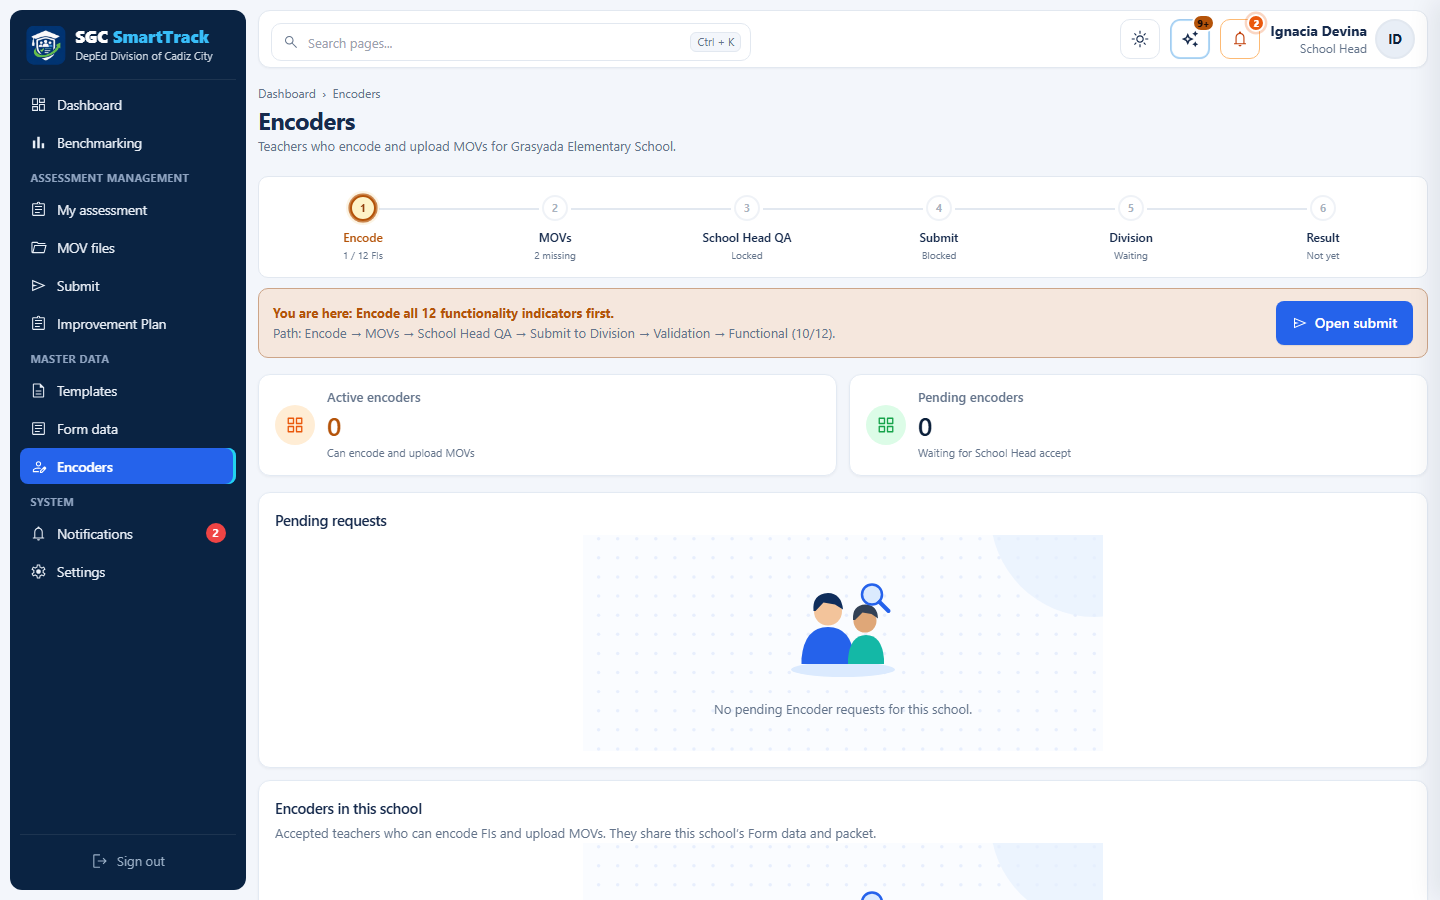 SGC SmartTrack
DepEd Division of Cadiz City
Dashboard
Benchmarking
ASSESSMENT MANAGEMENT
My assessment
MOV files
Submit
Improvement Plan
MASTER DATA
Templates
Form data
Encoders
SYSTEM
Notifications
2
Settings
Sign out
Search pages...
Ctrl + K
9+
2
Ignacia Devina
School Head
ID
Dashboard › Encoders
Encoders
Teachers who encode and upload MOVs for Grasyada Elementary School.
1
Encode
1 / 12 FIs
2
MOVs
2 missing
3
School Head QA
Locked
4
Submit
Blocked
5
Division
Waiting
6
Result
Not yet
You are here: Encode all 12 functionality indicators first.
Path: Encode → MOVs → School Head QA → Submit to Division → Validation → Functional (10/12).
Open submit
Active encoders
0
Can encode and upload MOVs
Pending encoders
0
Waiting for School Head accept
Pending requests
No pending Encoder requests for this school.
Encoders in this school
Accepted teachers who can encode FIs and upload MOVs. They share this school's Form data and packet.